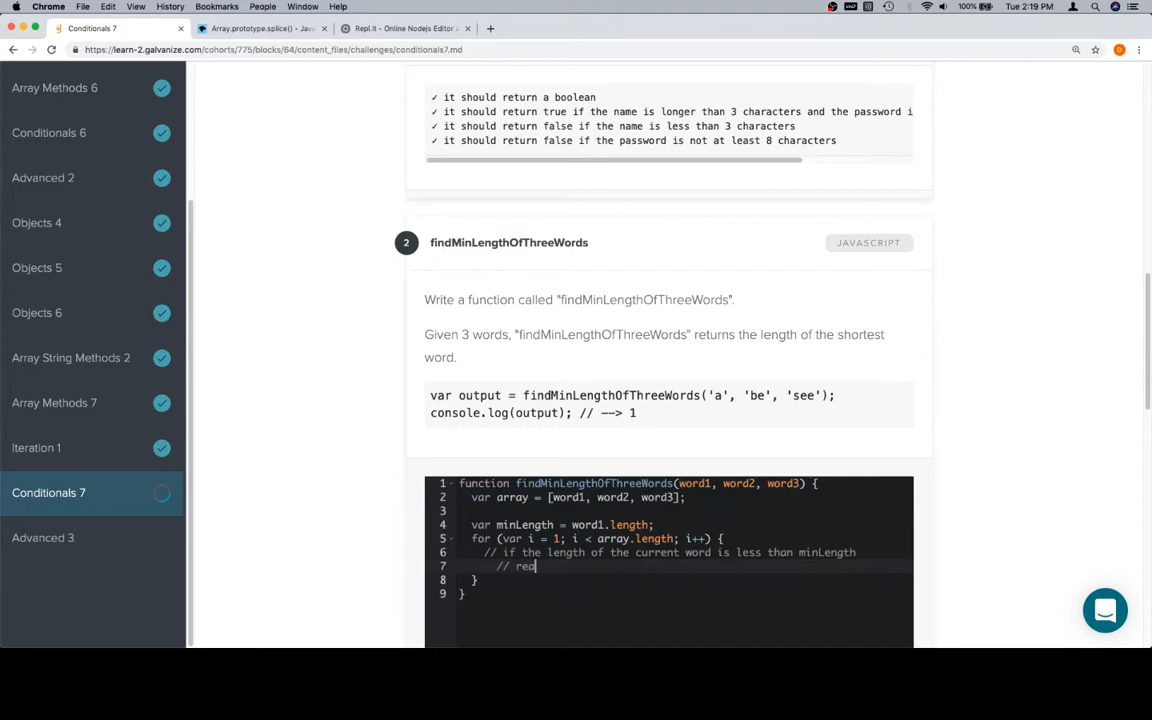 Chrome File Edit View History Bookmarks People Window Help
100% Tue 2:19 PM
Conditionals 7
Array.prototype.splice() - Java
Repl.it - Online Nodejs Editor a
https://learn-2.galvanize.com/cohorts/775/blocks/64/content_files/challenges/conditionals7.md
Array Methods 6
Conditionals 6
Advanced 2
Objects 4
Objects 5
Objects 6
Array String Methods 2
Array Methods 7
Iteration 1
Conditionals 7
Advanced 3
✓ it should return a boolean
✓ it should return true if the name is longer than 3 characters and the password i
✓ it should return false if the name is less than 3 characters
✓ it should return false if the password is not at least 8 characters
2 findMinLengthOfThreeWords JAVASCRIPT
Write a function called "findMinLengthOfThreeWords".
Given 3 words, "findMinLengthOfThreeWords" returns the length of the shortest
word.
var output = findMinLengthOfThreeWords('a', 'be', 'see');
console.log(output); // --> 1
1 function findMinLengthOfThreeWords(word1, word2, word3) {
2 var array = [word1, word2, word3];
3
4 var minLength = word1.length;
5 for (var i = 1; i < array.length; i++) {
6 // if the length of the current word is less than minLength
7 // rea
8 }
9 }